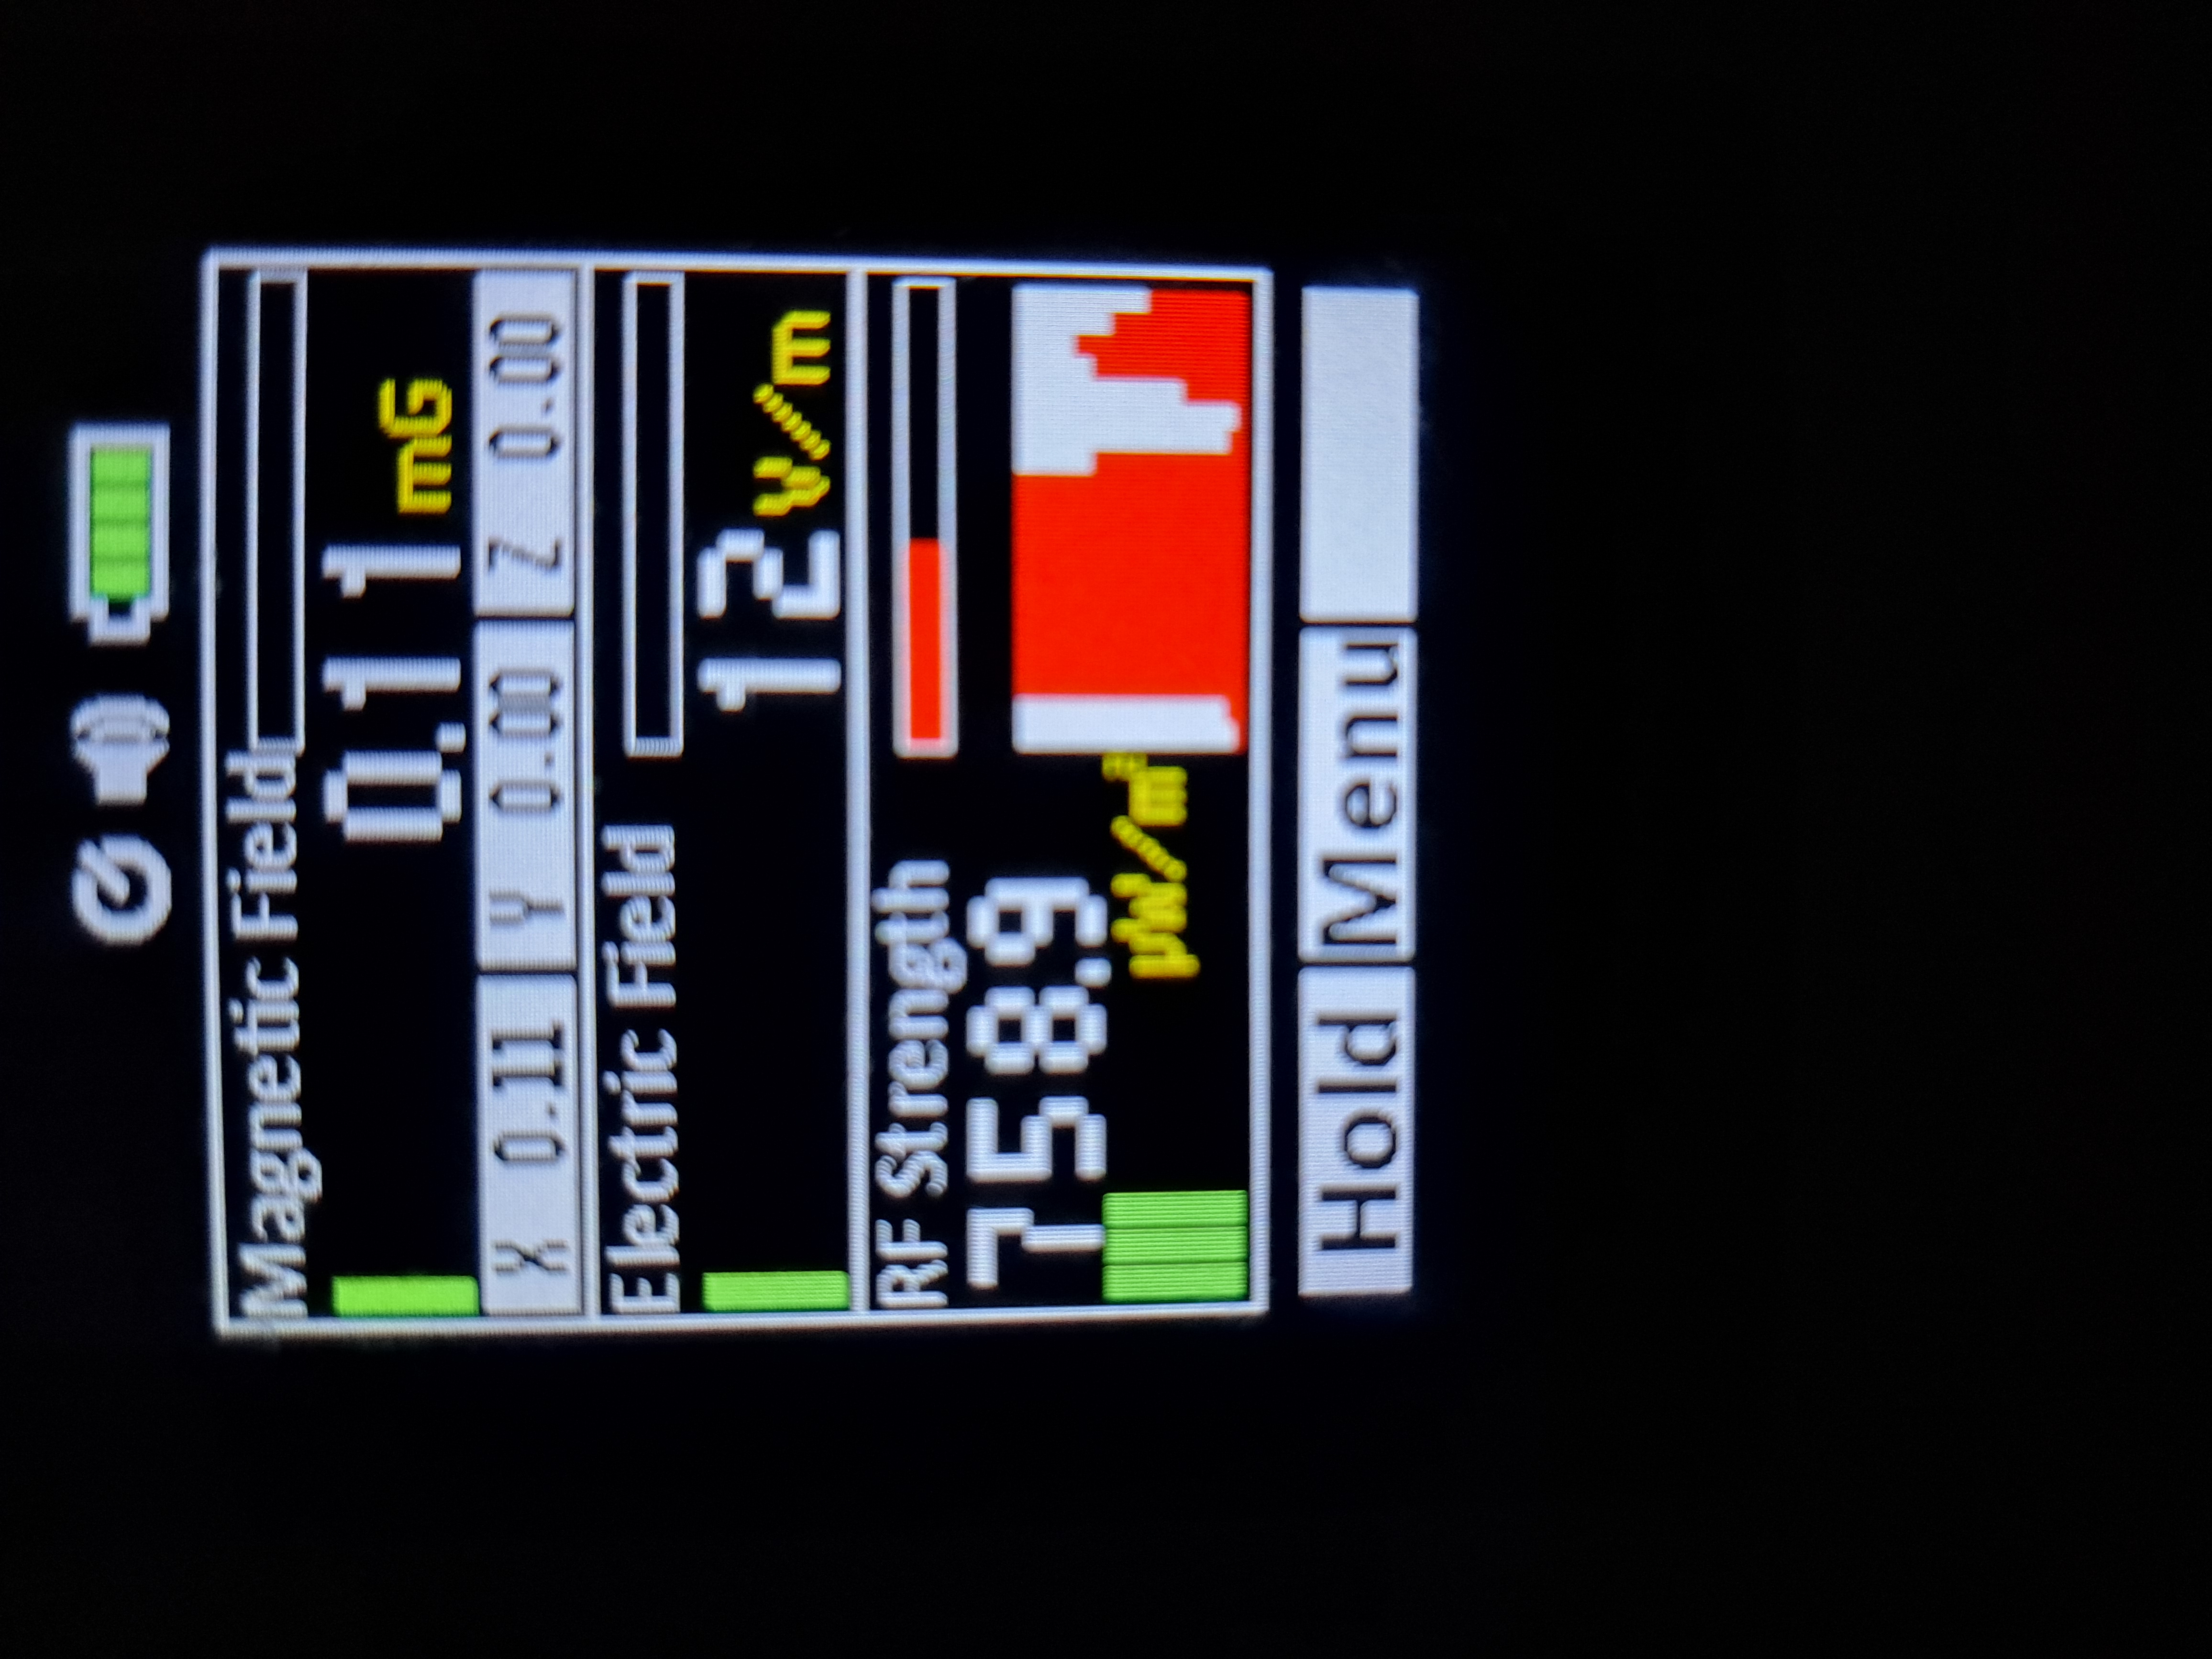 Magnetic Field
0.11 mG
X 0.11 Y 0.00 Z 0.00
Electric Field
12 V/m
RF Strength
758.9
µW/m²
Hold Menu